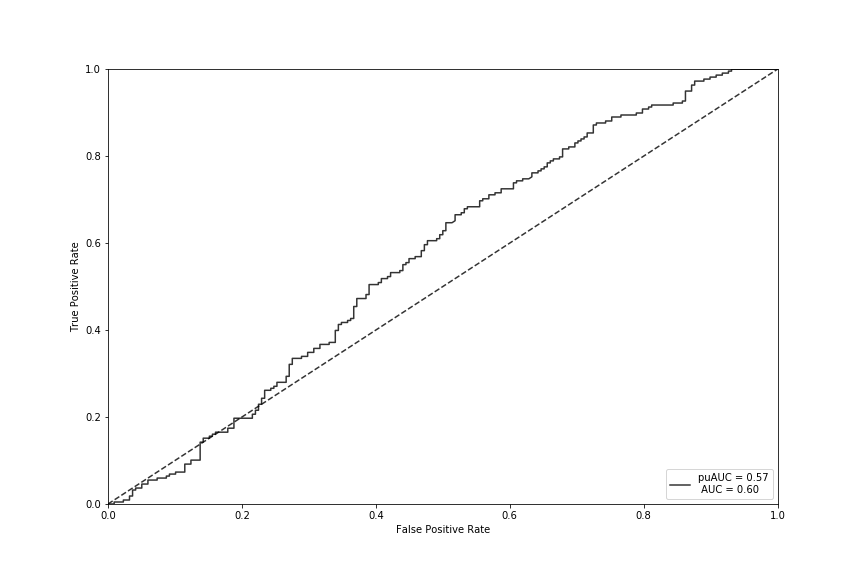 1.0
0.8
0.6
0.4
0.2
0.0
True Positive Rate
0.0 0.2 0.4 0.6 0.8 1.0
False Positive Rate
puAUC = 0.57
AUC = 0.60